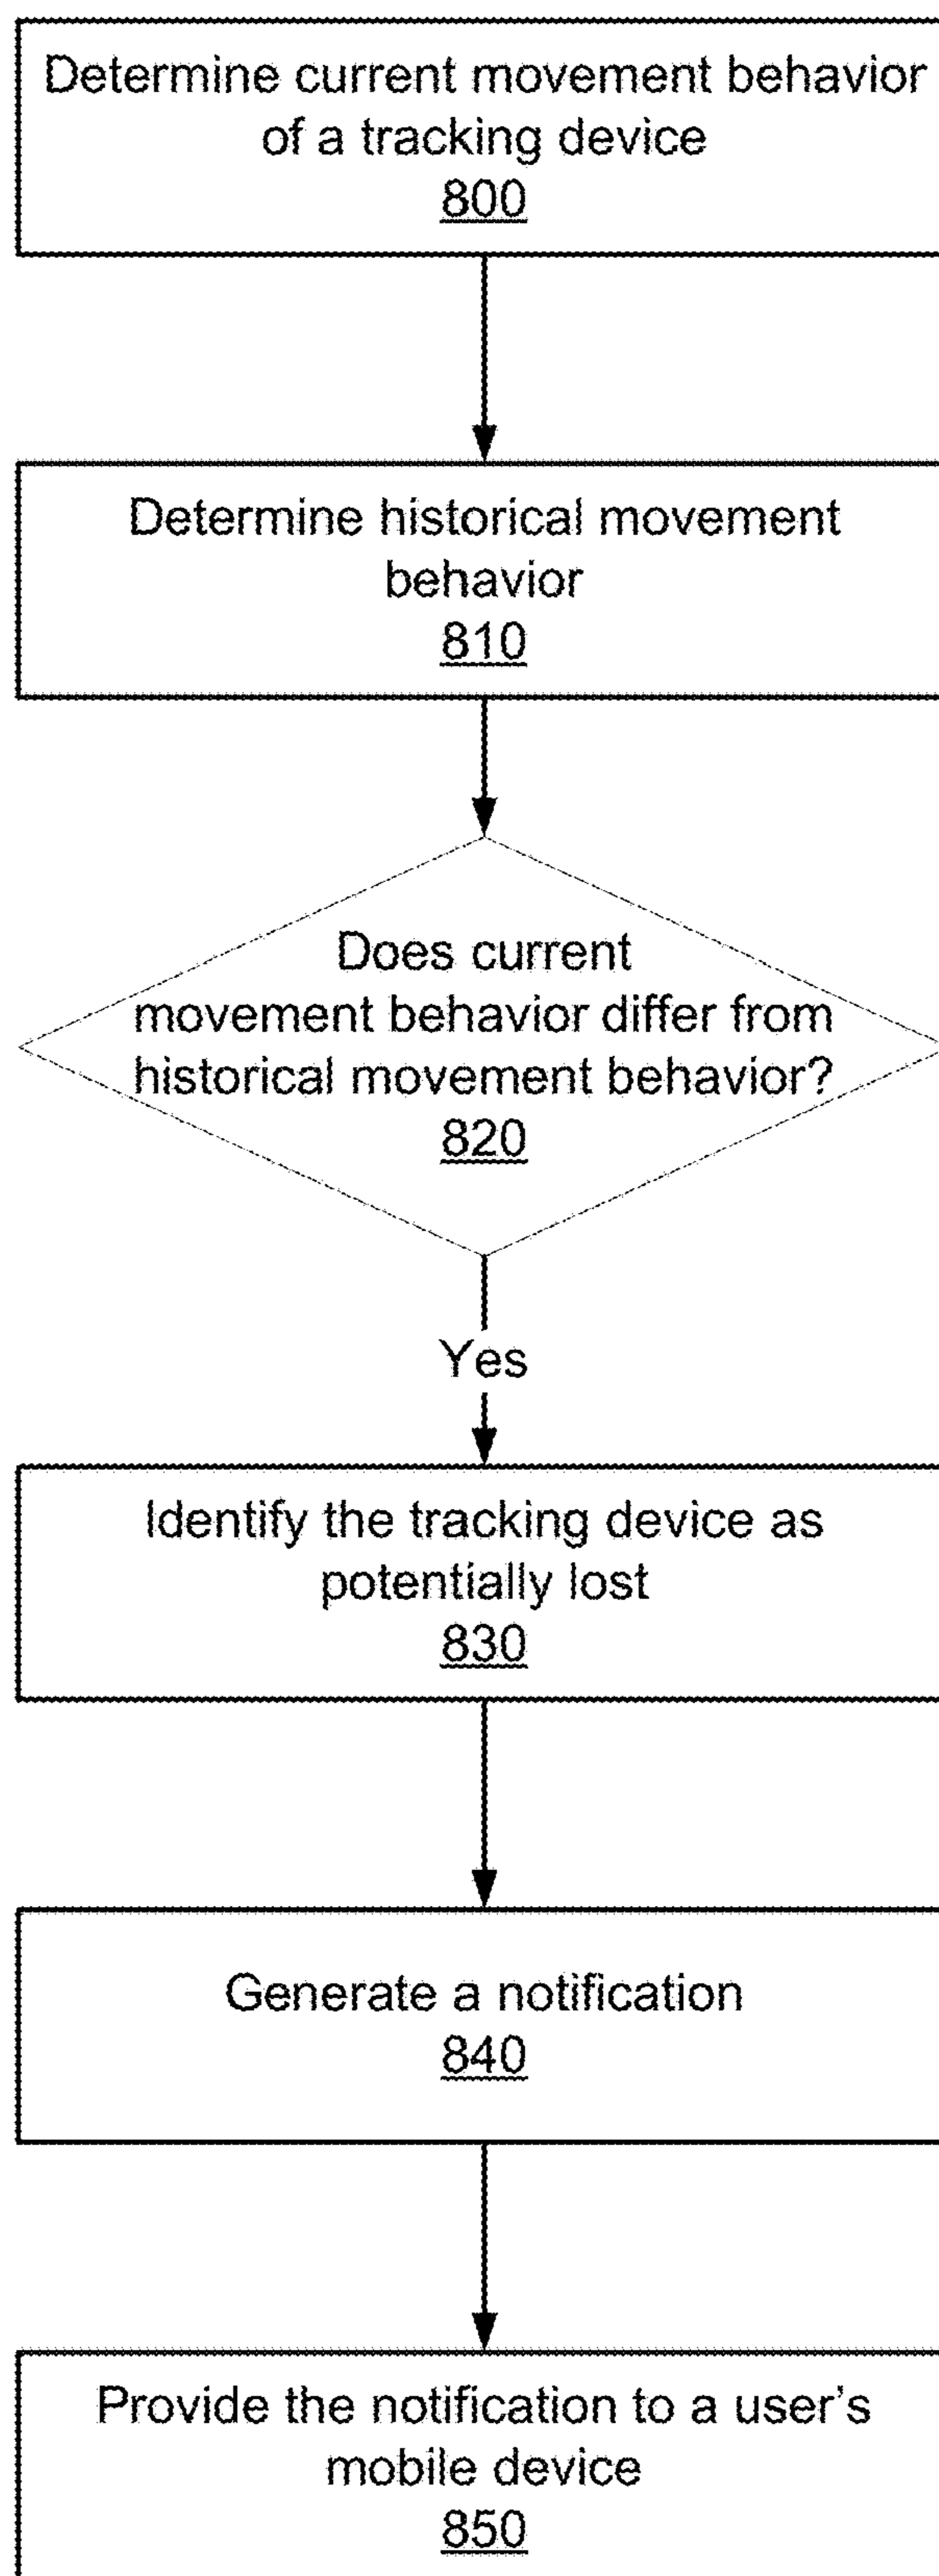 Determine current movement behavior
of a tracking device
800
Determine historical movement
behavior
810
Does current
movement behavior differ from
historical movement behavior?
820
Yes
Identify the tracking device as
potentially lost
830
Generate a notification
840
Provide the notification to a user's
mobile device
850